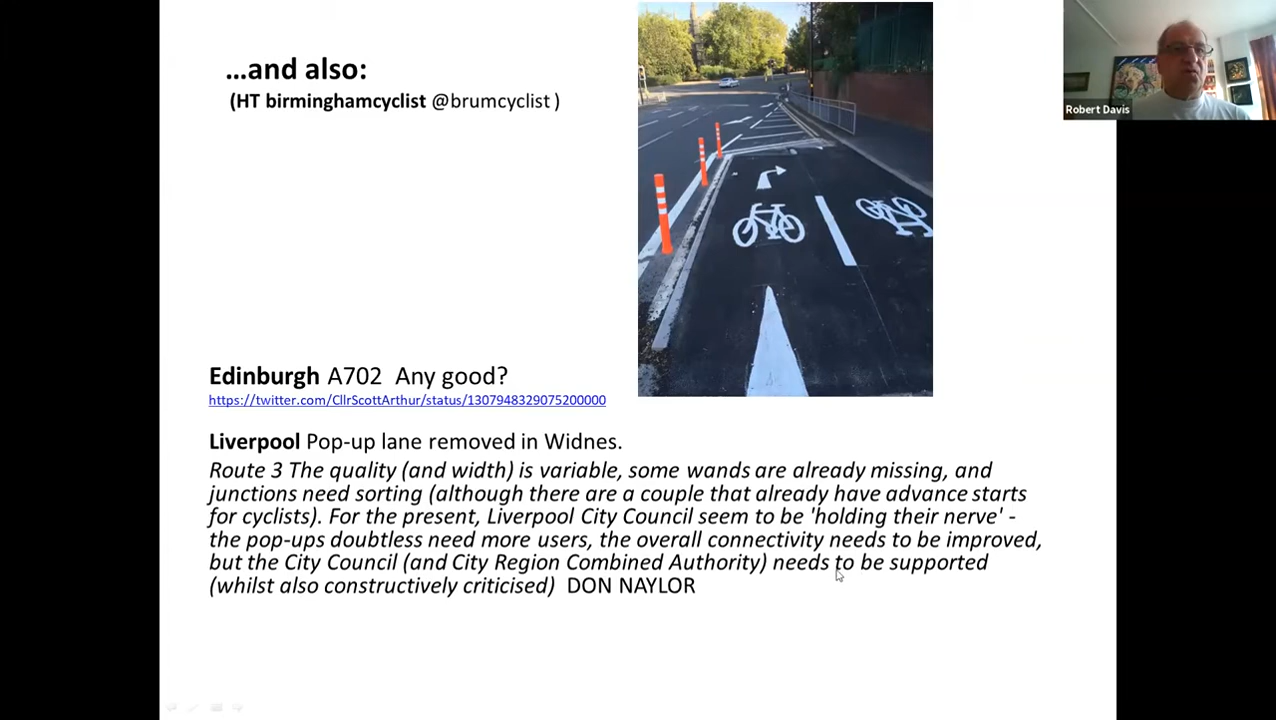 ...and also:
(HT birminghamcyclist @brumcyclist )
Robert Davis
Edinburgh A702 Any good?
https://twitter.com/CllrScottArthur/status/1307948329075200000
Liverpool Pop-up lane removed in Widnes.
Route 3 The quality (and width) is variable, some wands are already missing, and
junctions need sorting (although there are a couple that already have advance starts
for cyclists). For the present, Liverpool City Council seem to be 'holding their nerve' -
the pop-ups doubtless need more users, the overall connectivity needs to be improved,
but the City Council (and City Region Combined Authority) needs to be supported
(whilst also constructively criticised) DON NAYLOR